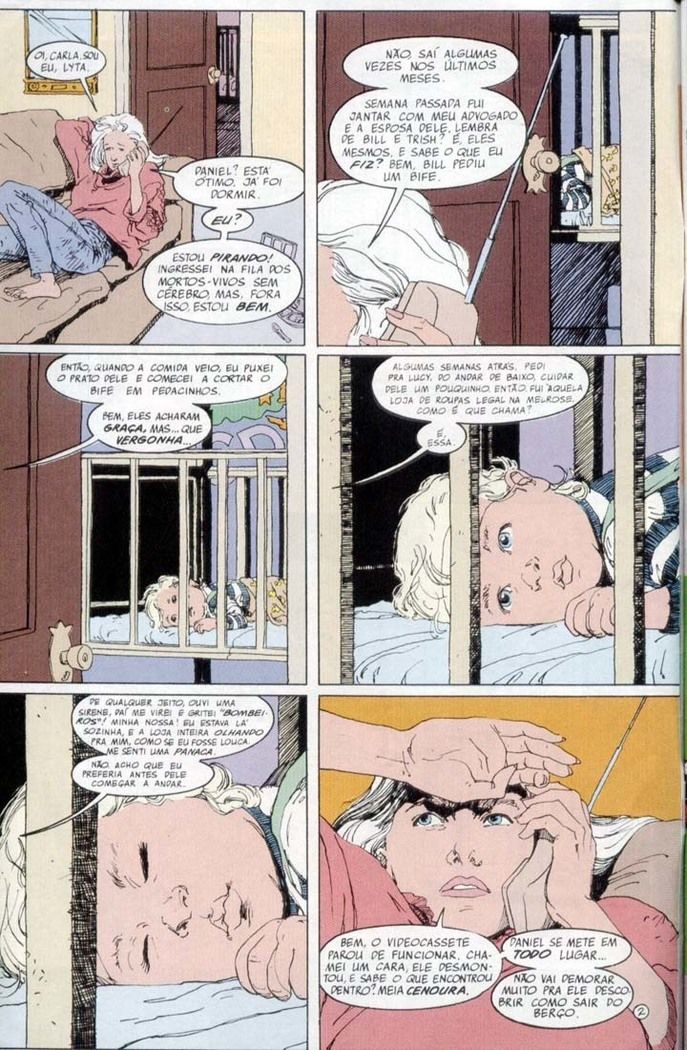 OI, CARLA. SOU
EU, LYTA.
DANIEL? ESTÁ
ÓTIMO, JÁ FOI
DORMIR.
EU?
ESTOU PIRANDO!
INGRESSEI NA FILA DOS
MORTOS-VIVOS SEM
CÉREBRO, MAS, FORA
ISSO, ESTOU BEM.
NÃO, SAÍ ALGUMAS
VEZES NOS ÚLTIMOS
MESES.
SEMANA PASSADA FUI
JANTAR COM MEU ADVOGADO
E A ESPOSA DELE. LEMBRA
DE BILL E TRISH? É, ELES
MESMOS, E SABE O QUE EU
FIZ? BEM, BILL PEDIU
UM BIFE.
ENTÃO, QUANDO A COMIDA VEIO, EU PUXEI
O PRATO DELE E COMECEI A CORTAR O
BIFE EM PEDACINHOS.
BEM, ELES ACHARAM
GRAÇA, MAS... QUE
VERGONHA...
ALGUMAS SEMANAS ATRÁS, PEDI
PRA LUCY, DO ANDAR DE BAIXO, CUIDAR
DELE UM POUQUINHO. ENTÃO, FUI ÀQUELA
LOJA DE ROUPAS LEGAL NA MELROSE.
COMO É QUE CHAMA?
É,
ESSA.
DE QUALQUER JEITO, OUVI UMA
SIRENE, DAÍ ME VIREI E GRITEI "BOMBEI-
ROS"! MINHA NOSSA! EU ESTAVA LÁ
SOZINHA, E A LOJA INTEIRA OLHANDO
PRA MIM, COMO SE EU FOSSE LOUCA.
ME SENTI UMA PANACA.
NÃO. ACHO QUE EU
PREFERIA ANTES DELE
COMEÇAR A ANDAR.
BEM, O VIDEOCASSETE
PAROU DE FUNCIONAR. CHA-
MEI UM CARA, ELE DESMON-
TOU, E SABE O QUE ENCONTROU
DENTRO? MEIA CENOURA.
DANIEL SE METE EM
TODO LUGAR...
NÃO VAI DEMORAR
MUITO PRA ELE DESCO
BRIR COMO SAIR DO
BERÇO.
2